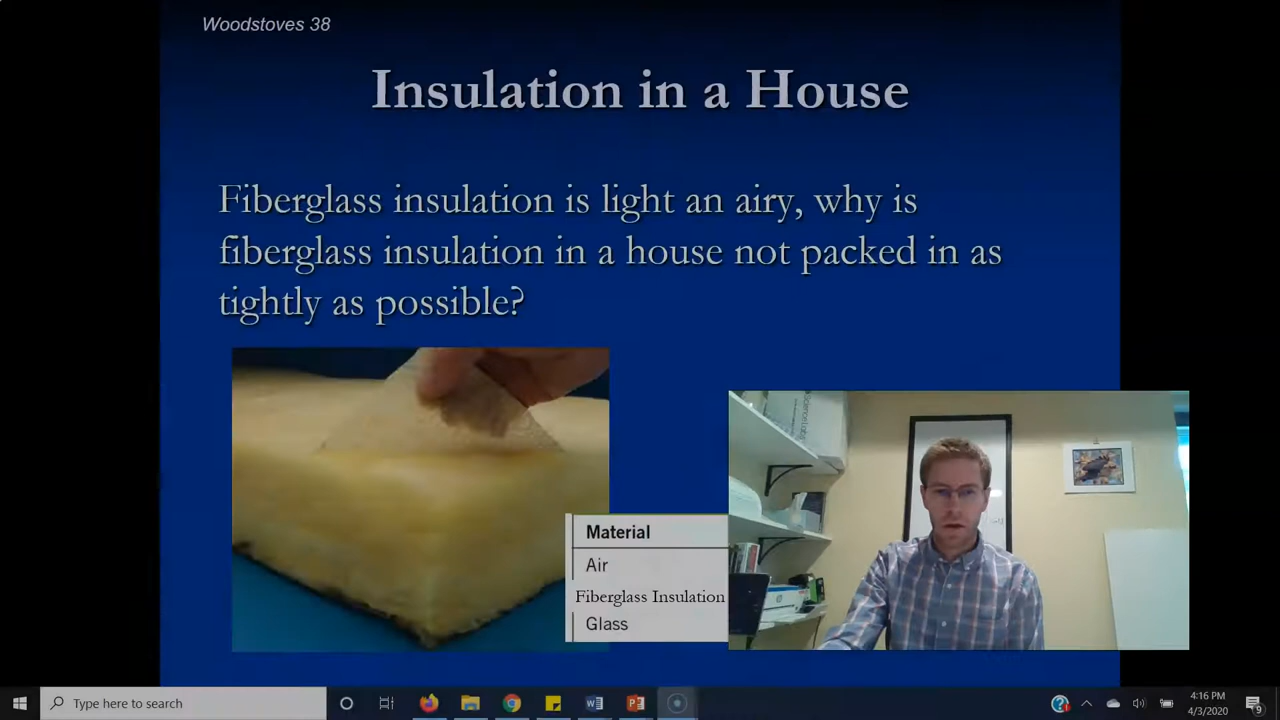 Woodstoves 38
Insulation in a House
Fiberglass insulation is light an airy, why is
fiberglass insulation in a house not packed in as
tightly as possible?
Material
Air
Fiberglass Insulation
Glass
Type here to search
4:16 PM
4/3/2020
9